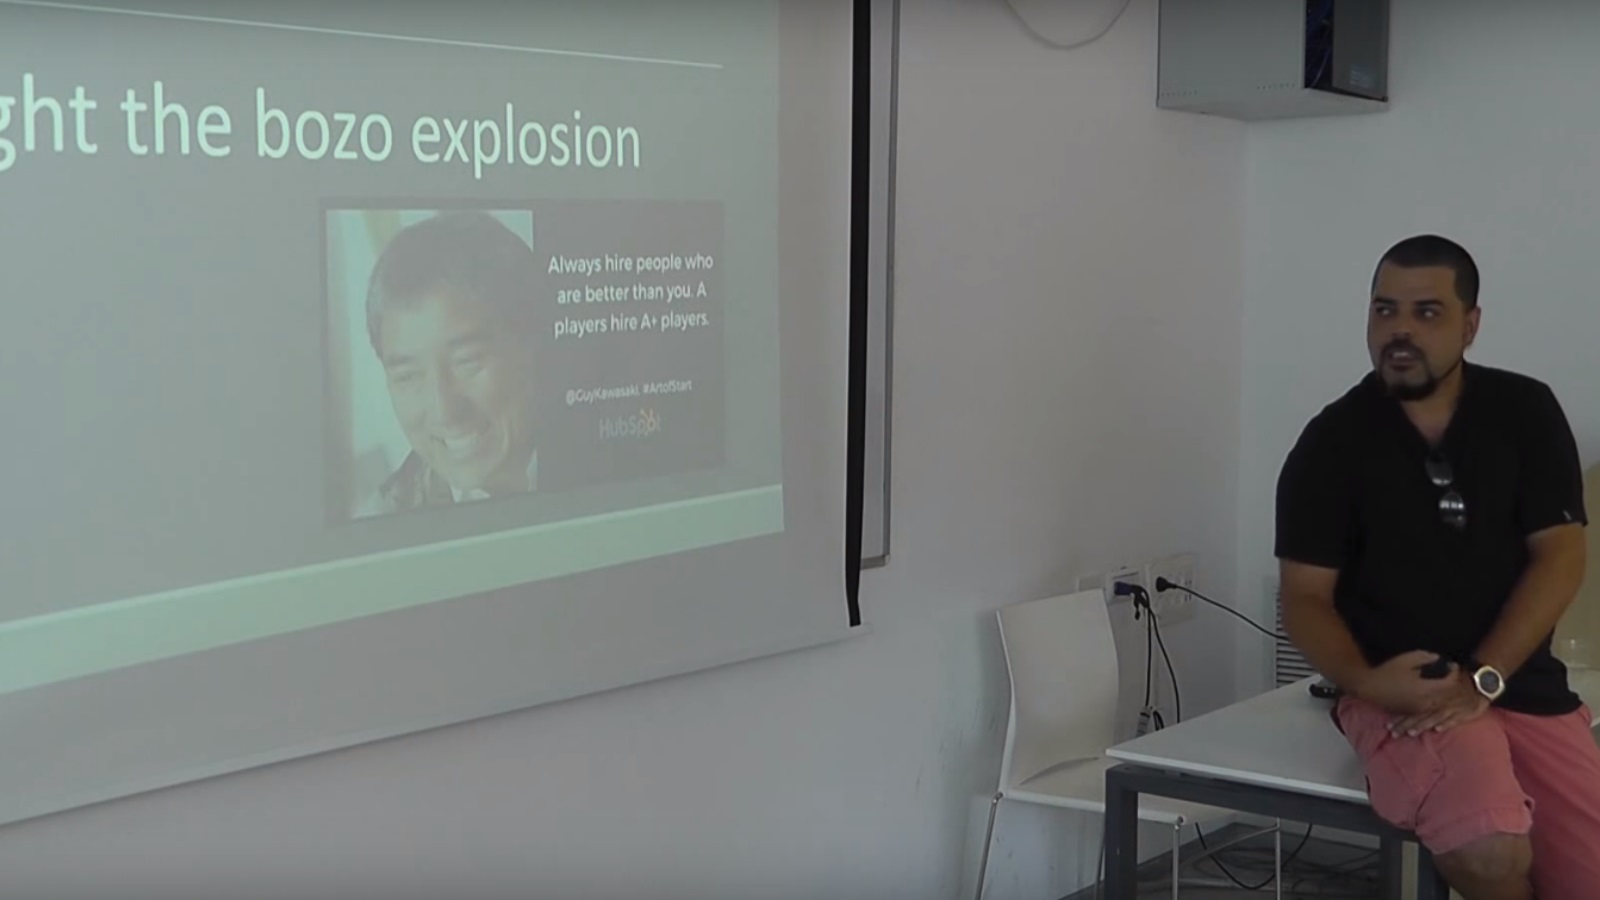 ght the bozo explosion
Always hire people who
are better than you. A
players hire A+ players.
@GuyKawasaki, #ArtofStart
HubSpot